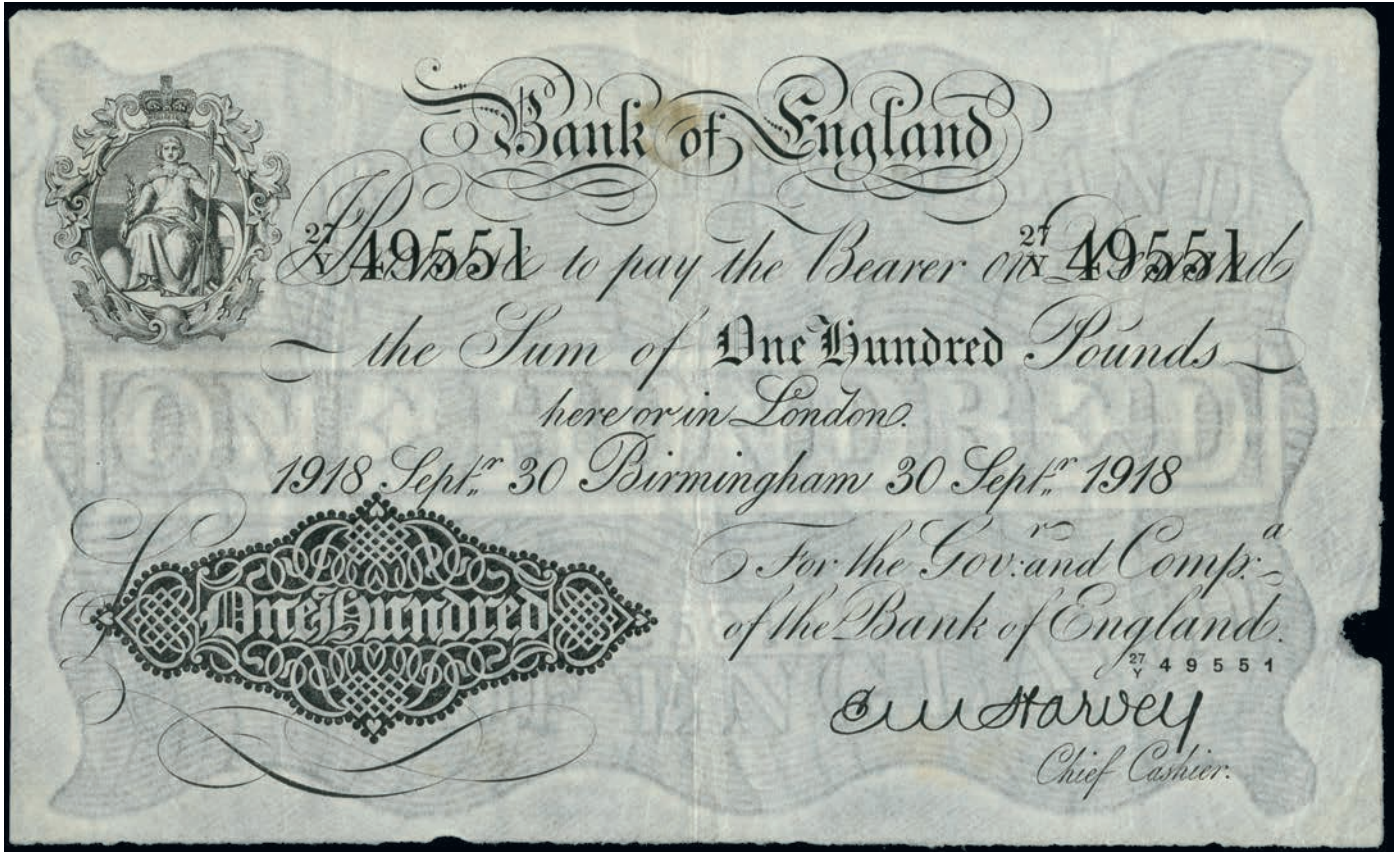 Bank of England
27/Y 49551 27/Y 49551
I Promise to pay the Bearer on Demand
the Sum of One Hundred Pounds
here or in London.
1918 Septr 30 Birmingham 30 Septr 1918
For the Govr: and Compa:
of the Bank of England.
27/Y 49551
E M Harvey
Chief Cashier.
£ One Hundred
ONE HUNDRED